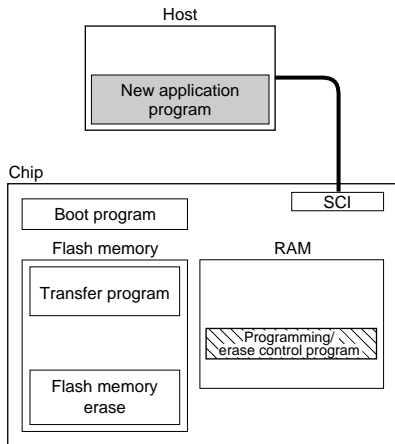 Host
New application
program
Chip
SCI
Boot program
Flash memory
RAM
Transfer program
Programming/
erase control program
Flash memory
erase